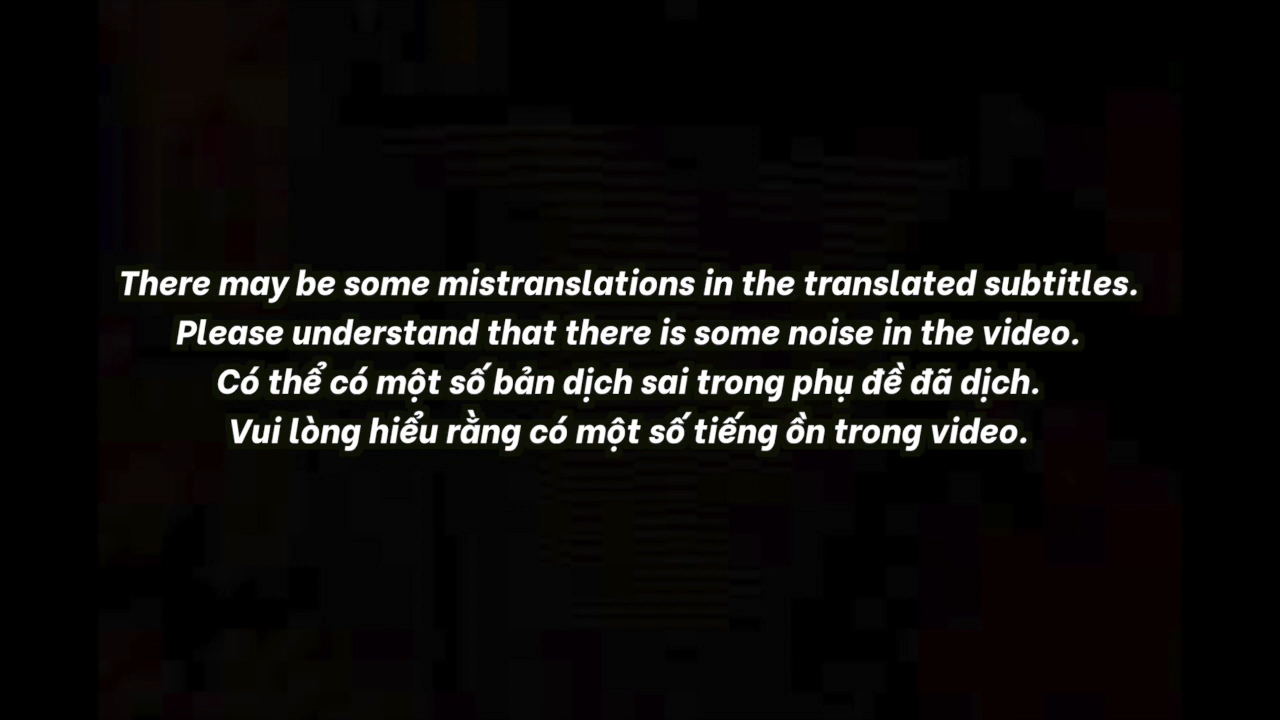 There may be some mistranslations in the translated subtitles.
Please understand that there is some noise in the video.
Có thể có một số bản dịch sai trong phụ đề đã dịch.
Vui lòng hiểu rằng có một số tiếng ồn trong video.